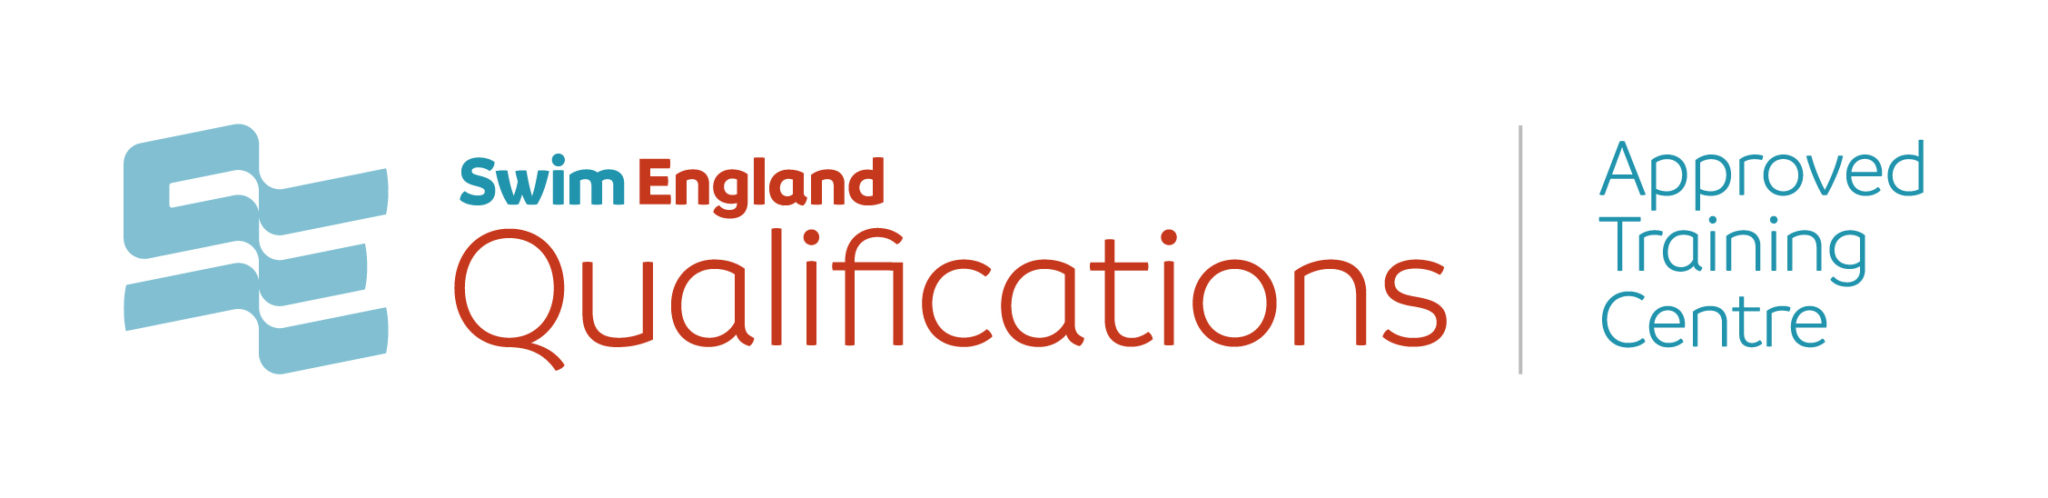 Swim England
Qualifications
Approved
Training
Centre